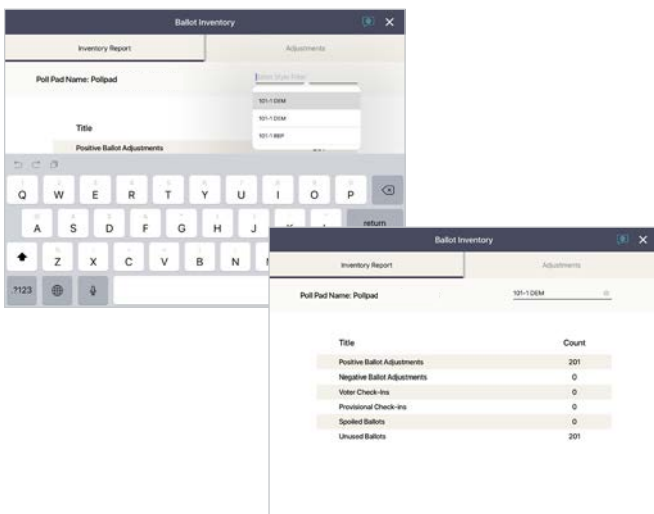 Ballot Inventory
Inventory Report Adjustments
Poll Pad Name: Pollpad Ballot Style Filter
101-1 DEM
101-1 DEM
101-1 REP
Title
Positive Ballot Adjustments
Q W E R T Y U I O P
A S D F G H J return
Z X C V B N
.?123
Ballot Inventory
Inventory Report Adjustments
Poll Pad Name: Pollpad 101-1 DEM
Title Count
Positive Ballot Adjustments 201
Negative Ballot Adjustments 0
Voter Check-Ins 0
Provisional Check-ins 0
Spoiled Ballots 0
Unused Ballots 201